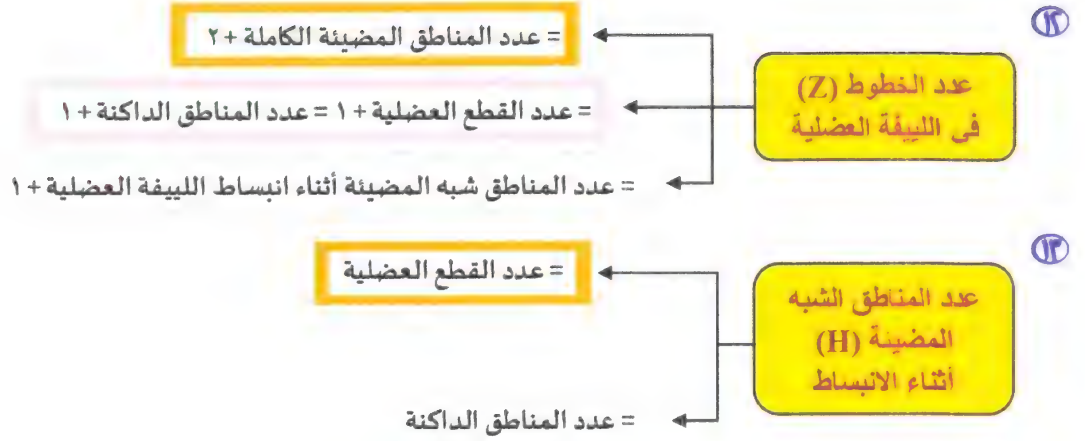 ١٢
عدد الخطوط (Z)
فى الليفة العضلية
= عدد المناطق المضيئة الكاملة + ٢
= عدد القطع العضلية + ١ = عدد المناطق الداكنة + ١
= عدد المناطق شبه المضيئة أثناء انبساط اللييفة العضلية + ١
١٣
عدد المناطق الشبه
المضيئة (H)
أثناء الانبساط
= عدد القطع العضلية
= عدد المناطق الداكنة